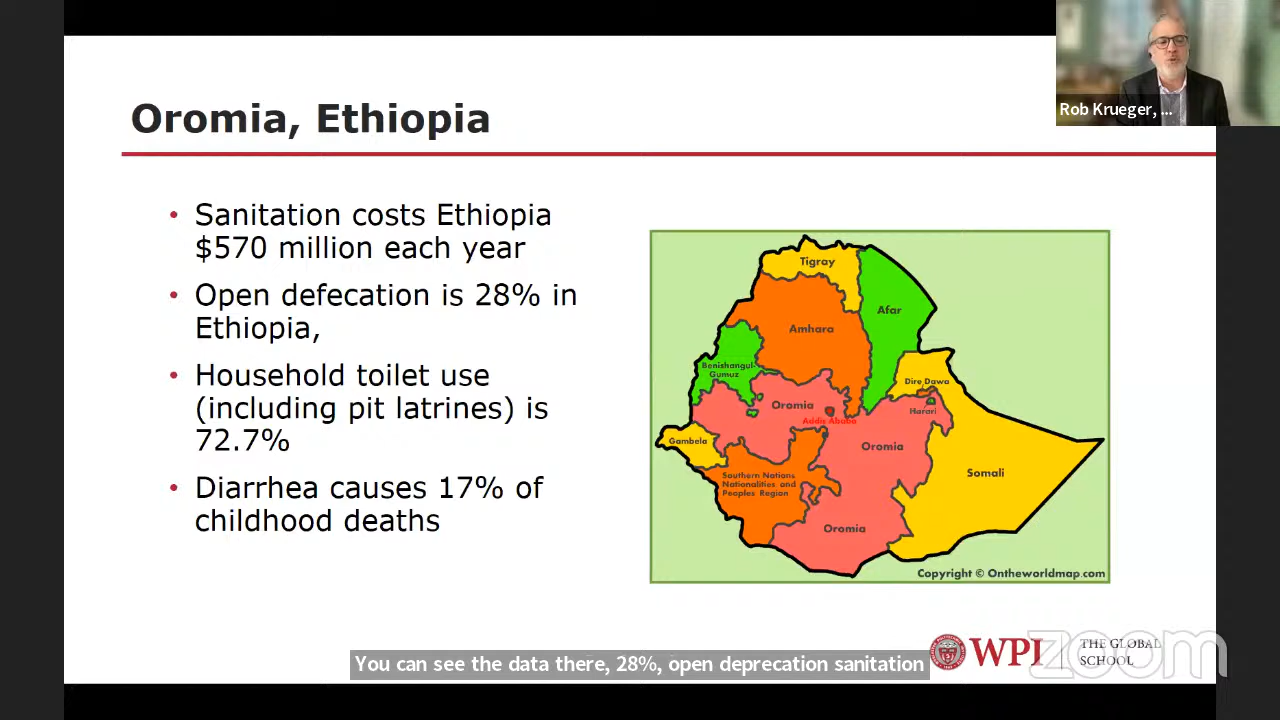 Rob Krueger, ...
Oromia, Ethiopia
• Sanitation costs Ethiopia
$570 million each year
• Open defecation is 28% in
Ethiopia,
• Household toilet use
(including pit latrines) is
72.7%
• Diarrhea causes 17% of
childhood deaths
Tigray
Afar
Amhara
Benishangul-
Gumuz
Dire Dawa
Harari
Oromia
Addis Ababa
Gambela
Oromia
Somali
Southern Nations
Nationalities and
Peoples Region
Oromia
Copyright © Ontheworldmap.com
You can see the data there, 28%, open deprecation sanitation
WPI
THE GLOBAL
SCHOOL
zoom